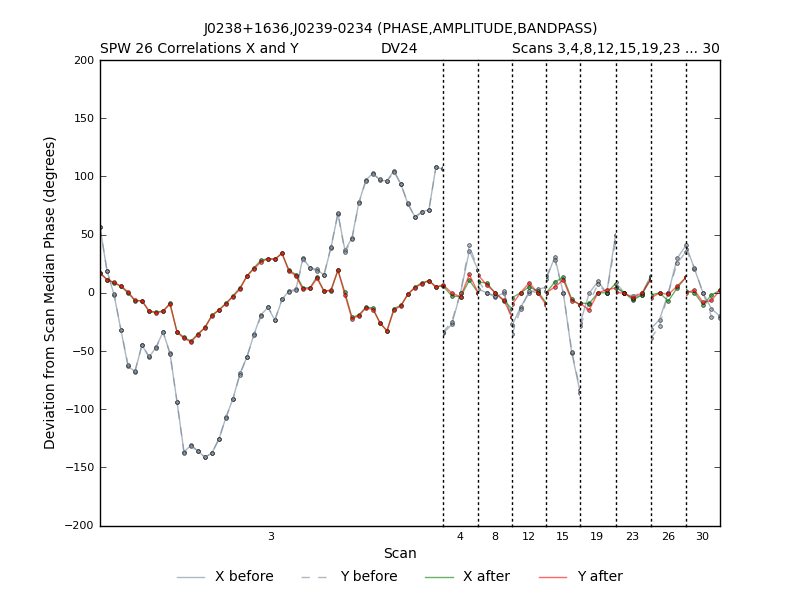 J0238+1636,J0239-0234 (PHASE,AMPLITUDE,BANDPASS)
SPW 26 Correlations X and Y DV24 Scans 3,4,8,12,15,19,23 ... 30
200
150
100
50
0
−50
−100
−150
−200
Deviation from Scan Median Phase (degrees)
3 4 8 12 15 19 23 26 30
Scan
X before Y before X after Y after